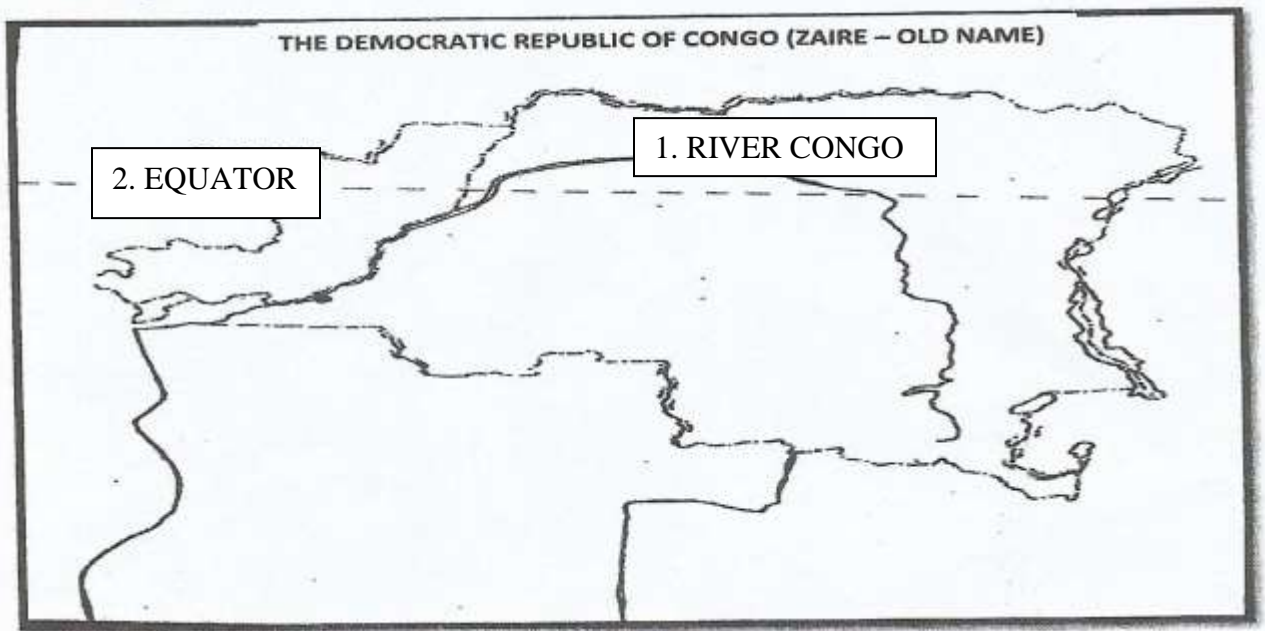 THE DEMOCRATIC REPUBLIC OF CONGO (ZAIRE – OLD NAME)
1. RIVER CONGO
2. EQUATOR